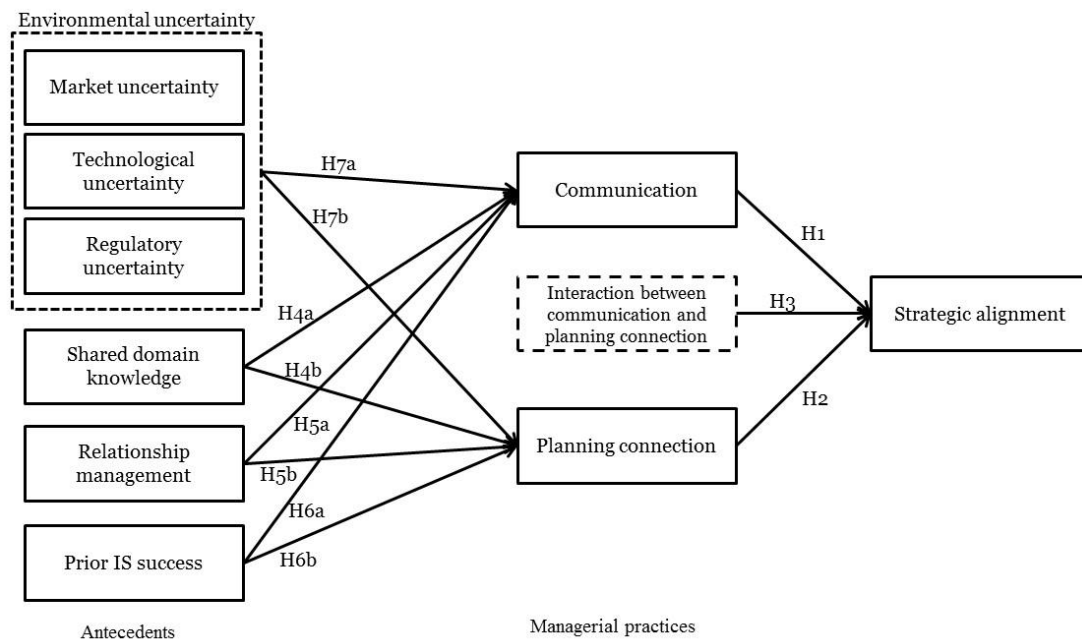 Environmental uncertainty
Market uncertainty
Technological
uncertainty
Regulatory
uncertainty
Shared domain
knowledge
Relationship
management
Prior IS success
Antecedents
H7a
H7b
H4a
H4b
H5a
H5b
H6a
H6b
Communication
Interaction between
communication and
planning connection
Planning connection
Managerial practices
H1
H3
H2
Strategic alignment